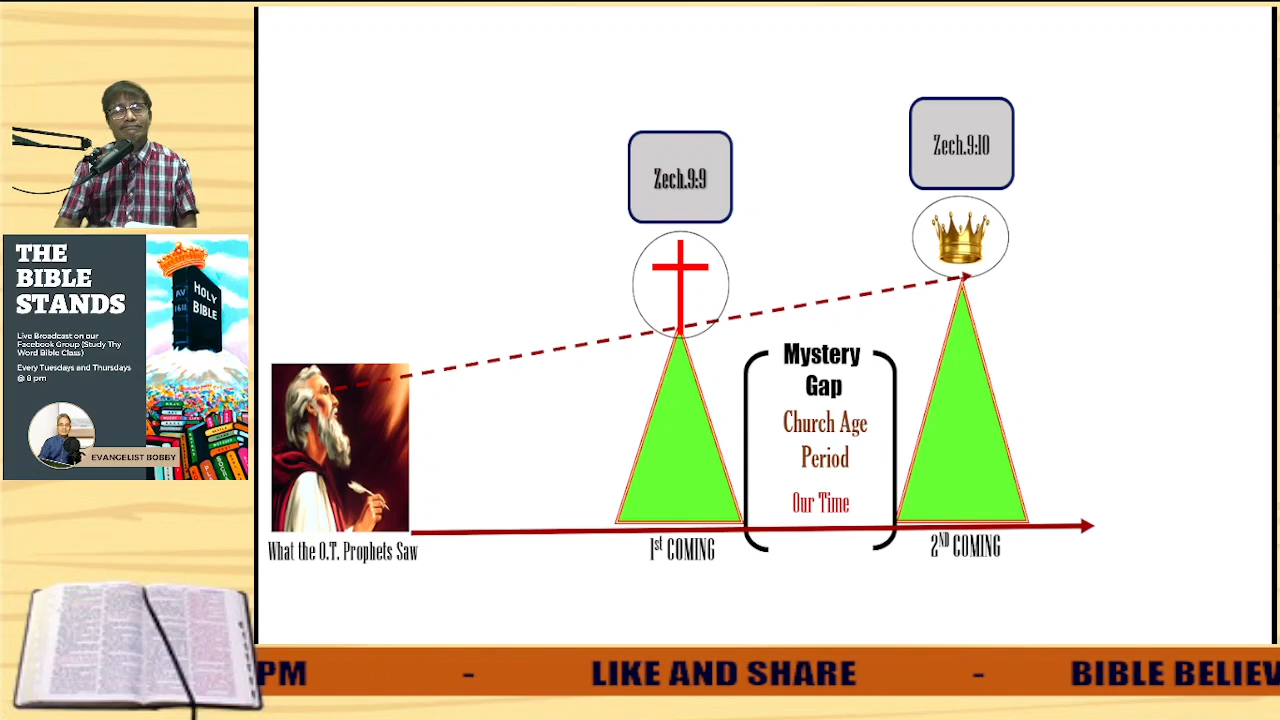 THE
BIBLE
STANDS
Live Broadcast on our
Facebook Group (Study Thy
Word Bible Class)
Every Tuesdays and Thursdays
@ 8 pm
AV
1611
HOLY
BIBLE
EVANGELIST BOBBY
Zech.9:9
Zech.9:10
Mystery
Gap
Church Age
Period
Our Time
What the O.T. Prophets Saw
1st COMING
2ND COMING
PM - LIKE AND SHARE - BIBLE BELIEV